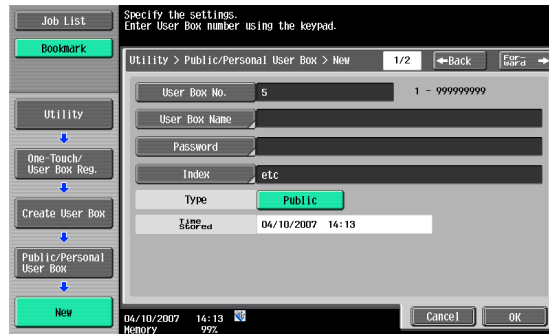 Job List
Bookmark
Specify the settings.
Enter User Box number using the keypad.
Utility > Public/Personal User Box > New
1/2
←Back
For-
ward →
User Box No.
5
1 - 999999999
User Box Name
Password
Index
etc
Type
Public
Time
Stored
04/10/2007 14:13
Utility
One-Touch/
User Box Reg.
Create User Box
Public/Personal
User Box
New
04/10/2007 14:13
Memory 99%
Cancel
OK